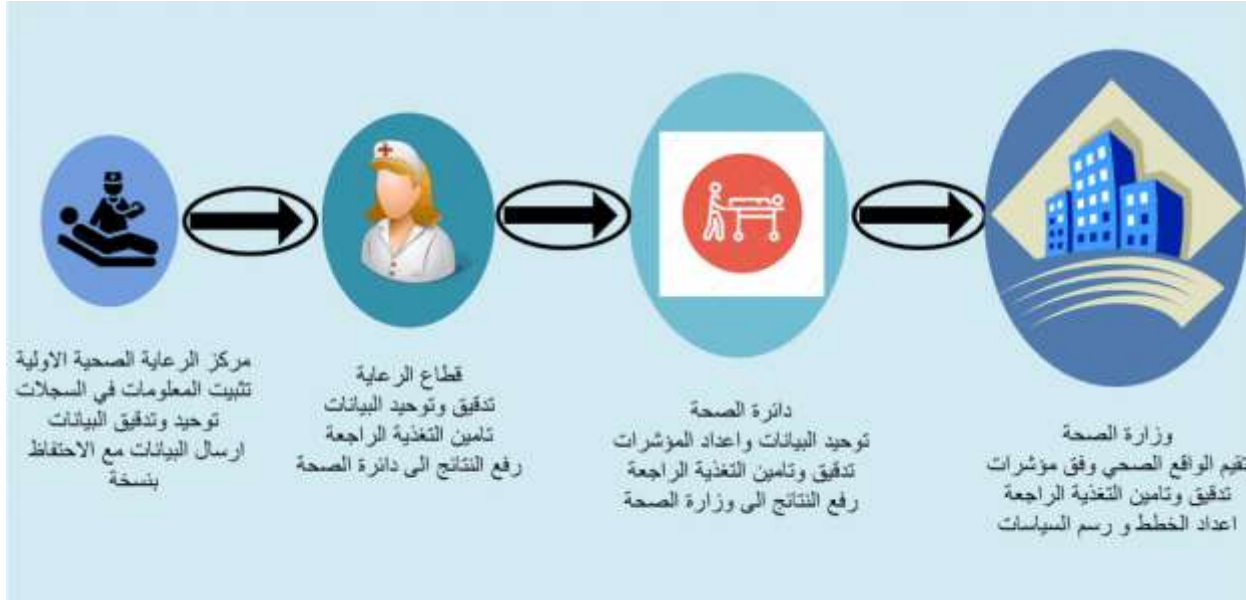 مركز الرعاية الصحية الاولية
تثبيت المعلومات في السجلات
توحيد وتدقيق البيانات
ارسال البيانات مع الاحتفاظ
بنسخة
قطاع الرعاية
تدقيق وتوحيد البيانات
تامين التغذية الراجعة
رفع النتائج الى دائرة الصحة
دائرة الصحة
توحيد البيانات واعداد المؤشرات
تدقيق وتامين التغذية الراجعة
رفع النتائج الى وزارة الصحة
وزارة الصحة
تقيم الواقع الصحي وفق مؤشرات
تدقيق وتامين التغذية الراجعة
اعداد الخطط و رسم السياسات